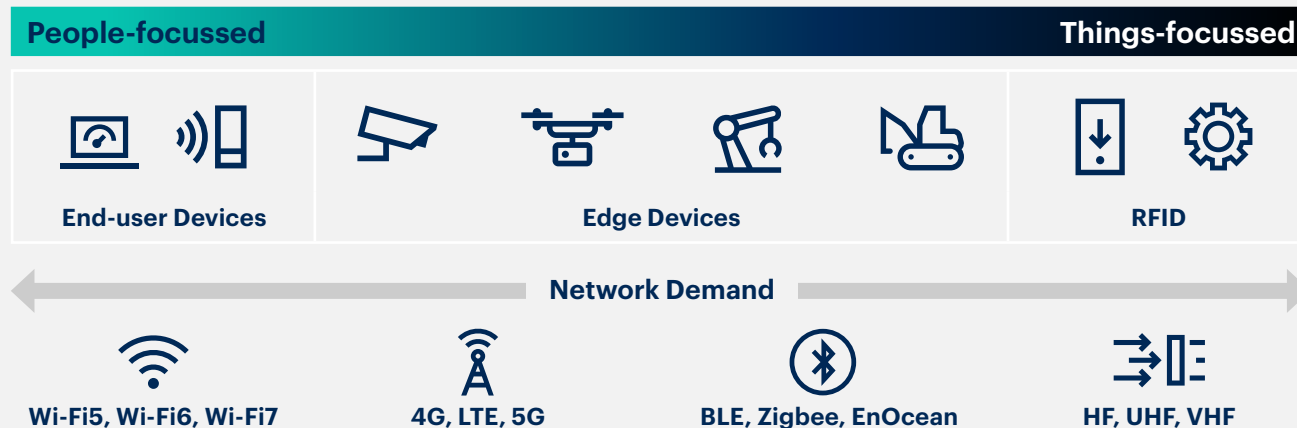 People-focussed Things-focussed
End-user Devices Edge Devices RFID
Network Demand
Wi-Fi5, Wi-Fi6, Wi-Fi7 4G, LTE, 5G BLE, Zigbee, EnOcean HF, UHF, VHF